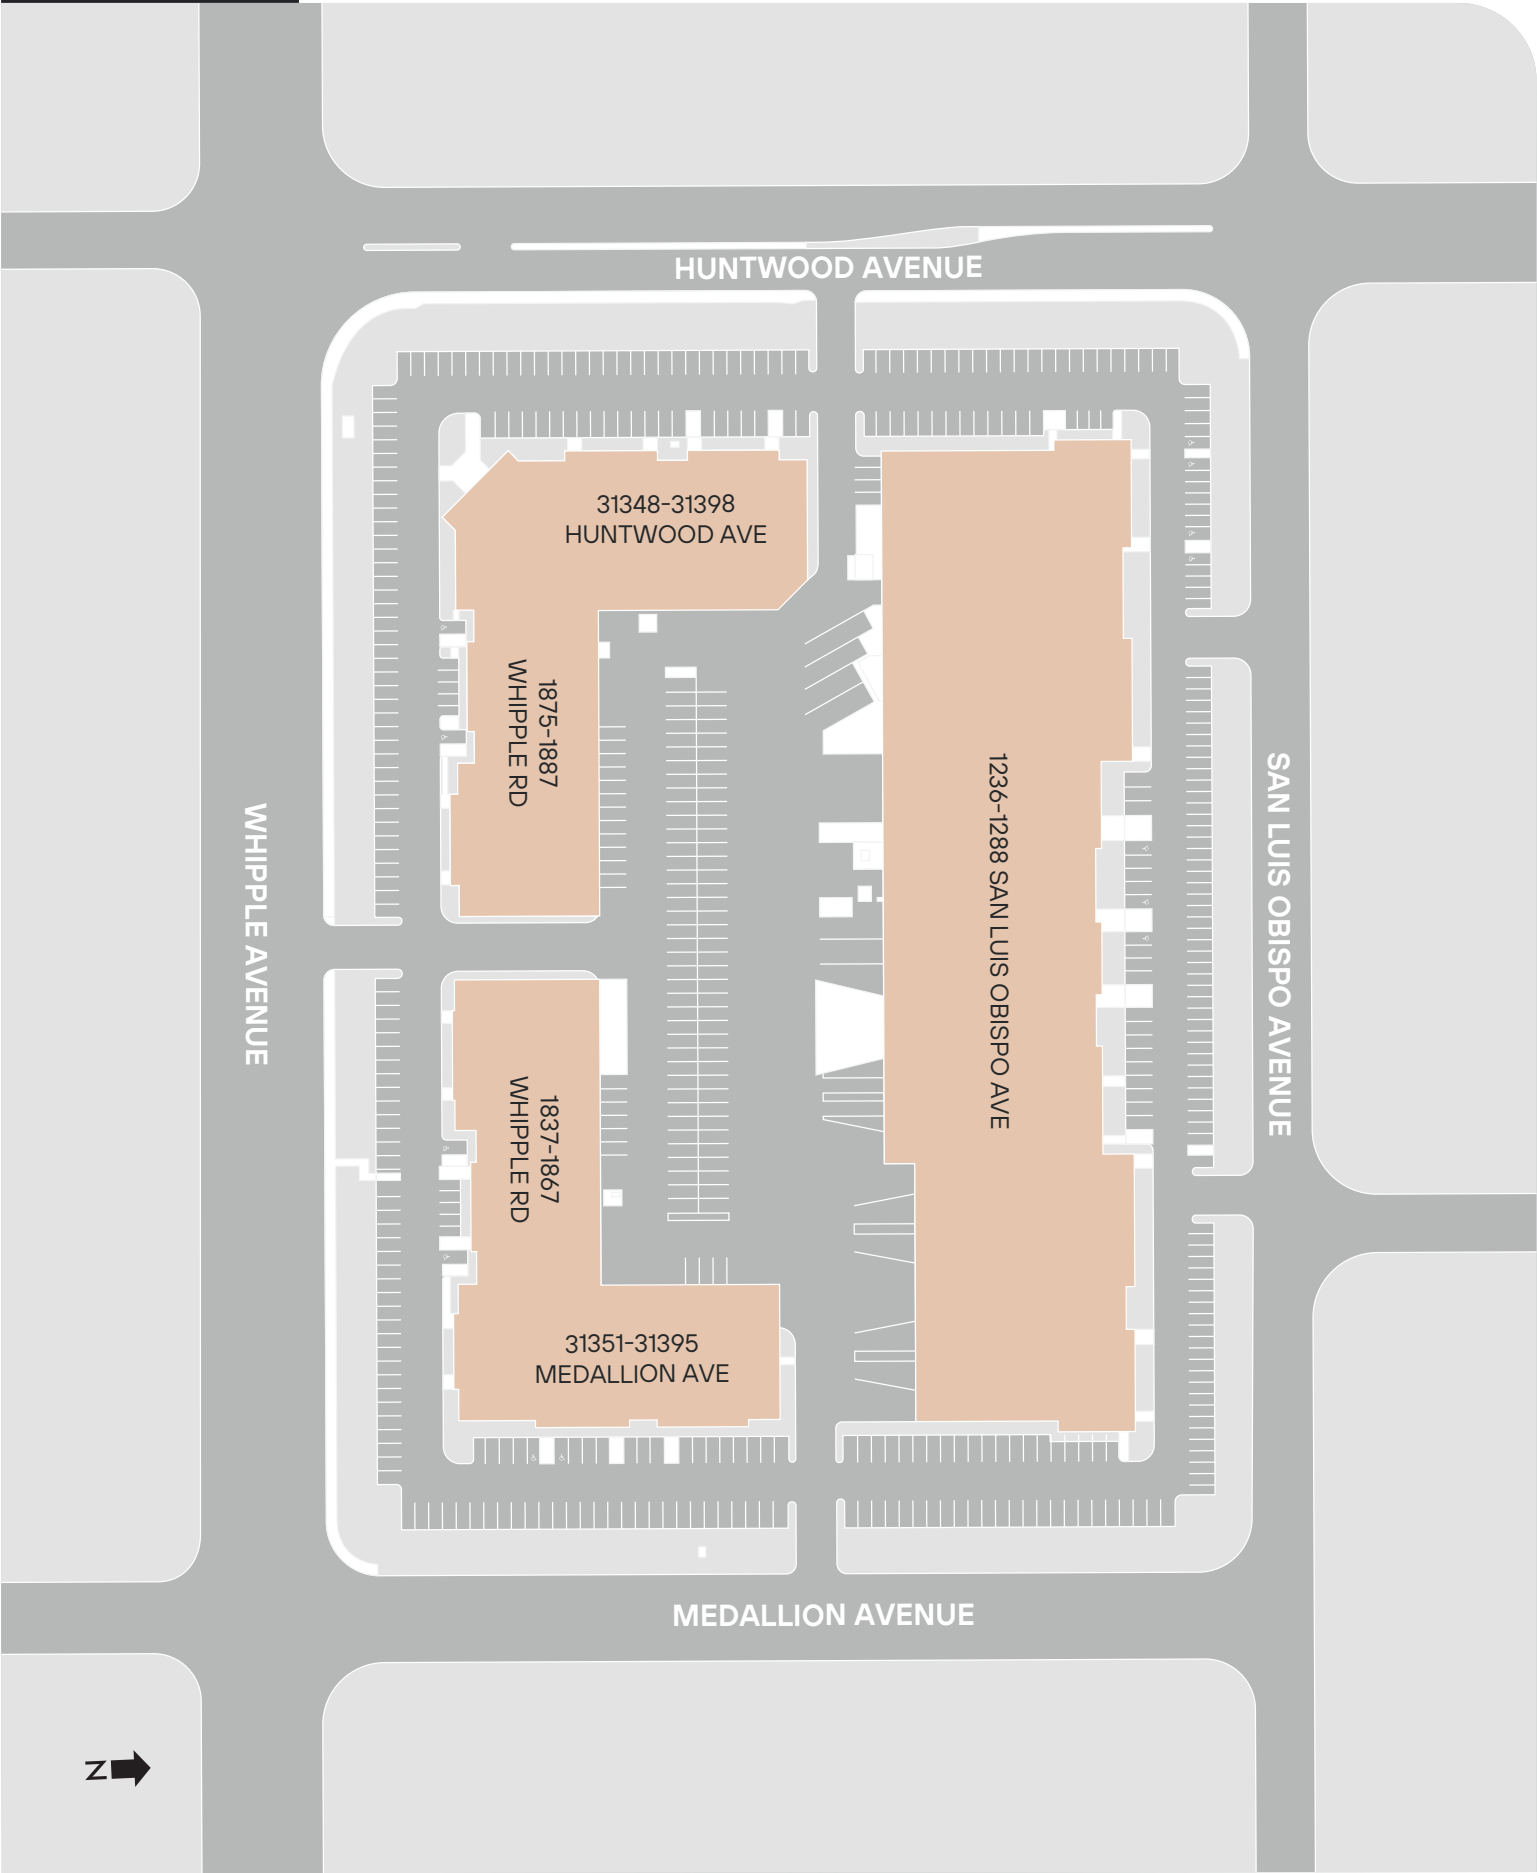 HUNTWOOD AVENUE
31348-31398
HUNTWOOD AVE
1875-1887
WHIPPLE RD
1236-1288 SAN LUIS OBISPO AVE
SAN LUIS OBISPO AVENUE
WHIPPLE AVENUE
1837-1867
WHIPPLE RD
31351-31395
MEDALLION AVE
MEDALLION AVENUE
N